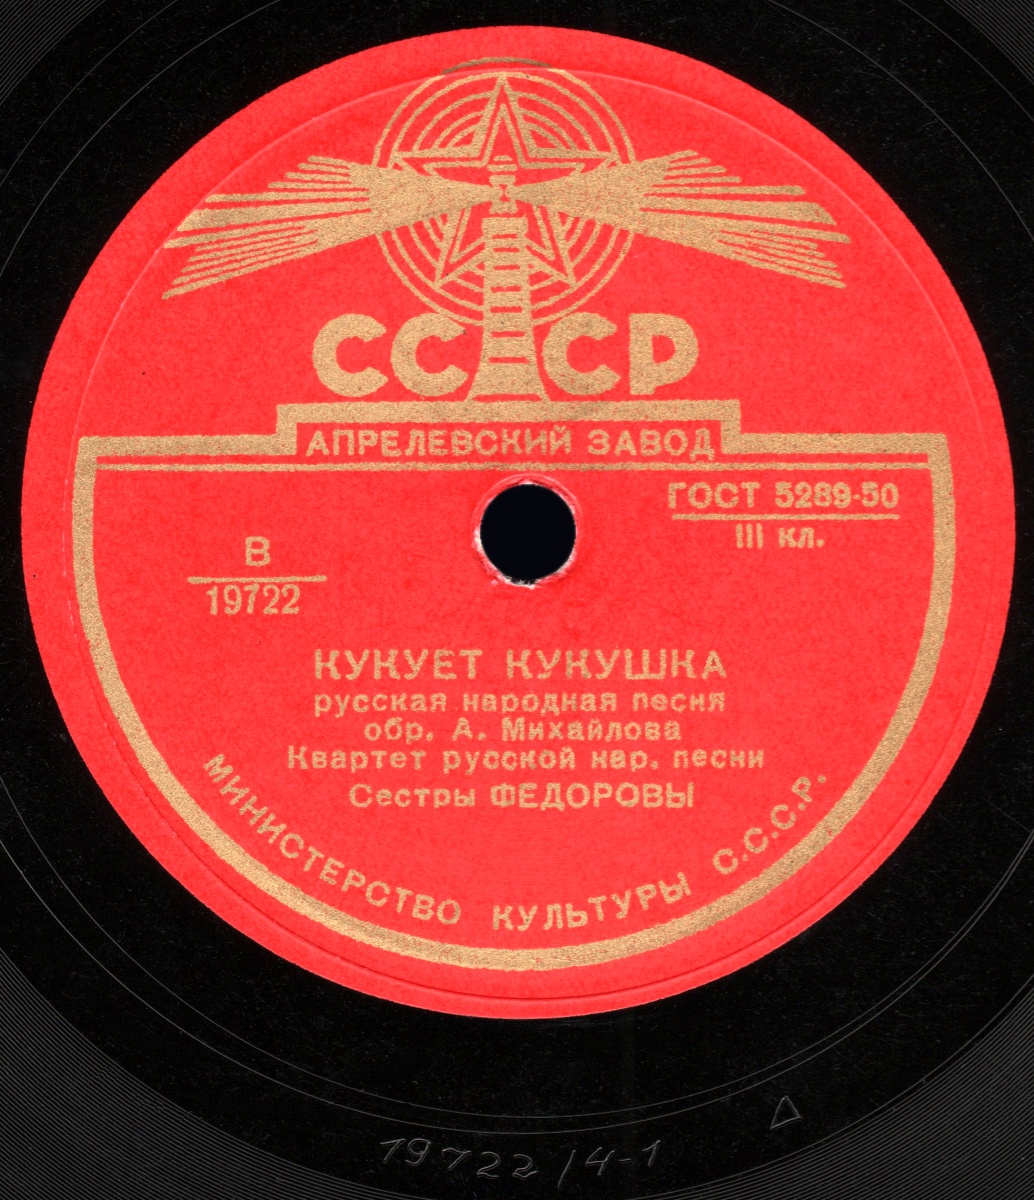 СССР
АПРЕЛЕВСКИЙ ЗАВОД
ГОСТ 5289-50
III кл.
В
19722
КУКУЕТ КУКУШКА
русская народная песня
обр. А. Михайлова
Квартет русской нар. песни
Сестры ФЕДОРОВЫ
МИНИСТЕРСТВО КУЛЬТУРЫ С.С.С.Р.
19722/4-1